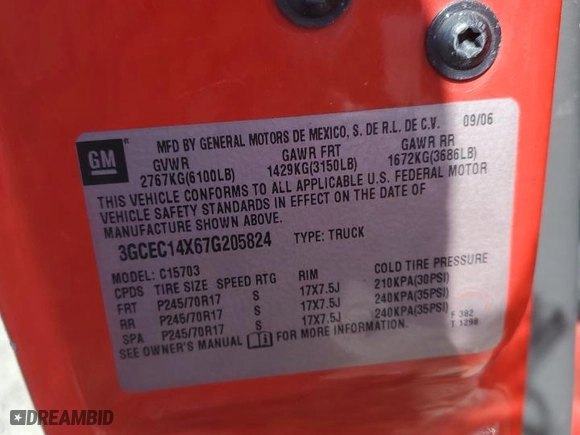 GM
MFD BY GENERAL MOTORS DE MEXICO, S. DE R.L. DE C.V. 09/06
GVWR GAWR FRT GAWR RR
2767KG(6100LB) 1429KG(3150LB) 1672KG(3686LB)
THIS VEHICLE CONFORMS TO ALL APPLICABLE U.S. FEDERAL MOTOR
VEHICLE SAFETY STANDARDS IN EFFECT ON THE DATE OF
MANUFACTURE SHOWN ABOVE.
3GCEC14X67G205824 TYPE: TRUCK
MODEL: C15703
CPDS TIRE SIZE SPEED RTG RIM COLD TIRE PRESSURE
FRT P245/70R17 S 17X7.5J 210KPA(30PSI)
RR P245/70R17 S 17X7.5J 240KPA(35PSI)
SPA P245/70R17 S 17X7.5J 240KPA(35PSI)
SEE OWNER'S MANUAL FOR MORE INFORMATION.
F 382
T 1298
DREAMBID